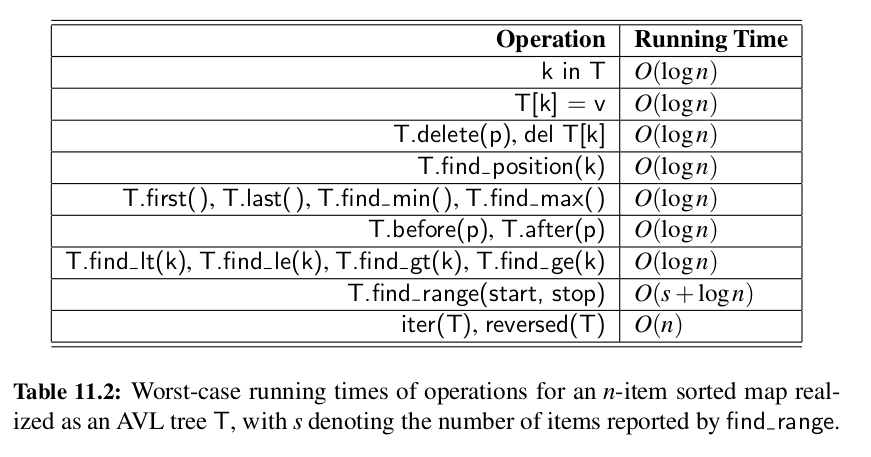 Operation Running Time
k in T O(log n)
T[k] = v O(log n)
T.delete(p), del T[k] O(log n)
T.find_position(k) O(log n)
T.first(), T.last(), T.find_min(), T.find_max() O(log n)
T.before(p), T.after(p) O(log n)
T.find_lt(k), T.find_le(k), T.find_gt(k), T.find_ge(k) O(log n)
T.find_range(start, stop) O(s + log n)
iter(T), reversed(T) O(n)
Table 11.2: Worst-case running times of operations for an n-item sorted map real-
ized as an AVL tree T, with s denoting the number of items reported by find_range.